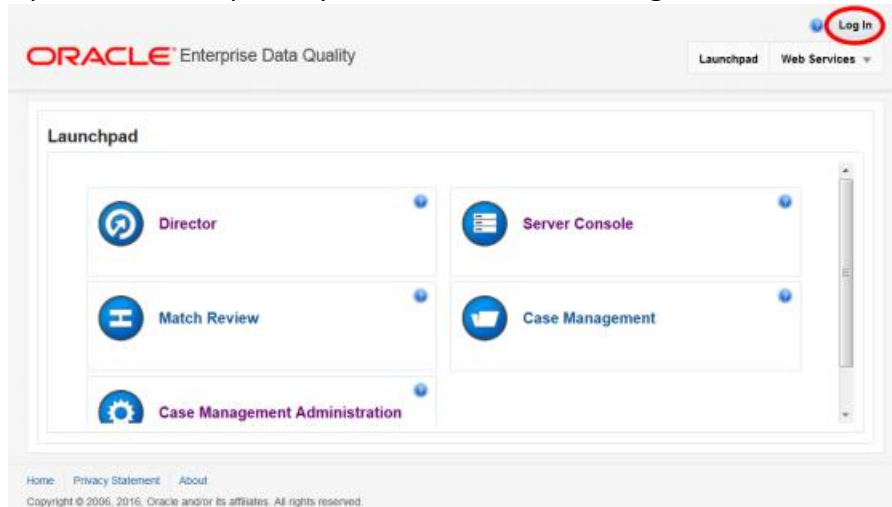 Log In
ORACLE Enterprise Data Quality
Launchpad Web Services
Launchpad
Director
Server Console
Match Review
Case Management
Case Management Administration
Home Privacy Statement About
Copyright © 2006, 2016, Oracle and/or its affiliates. All rights reserved.